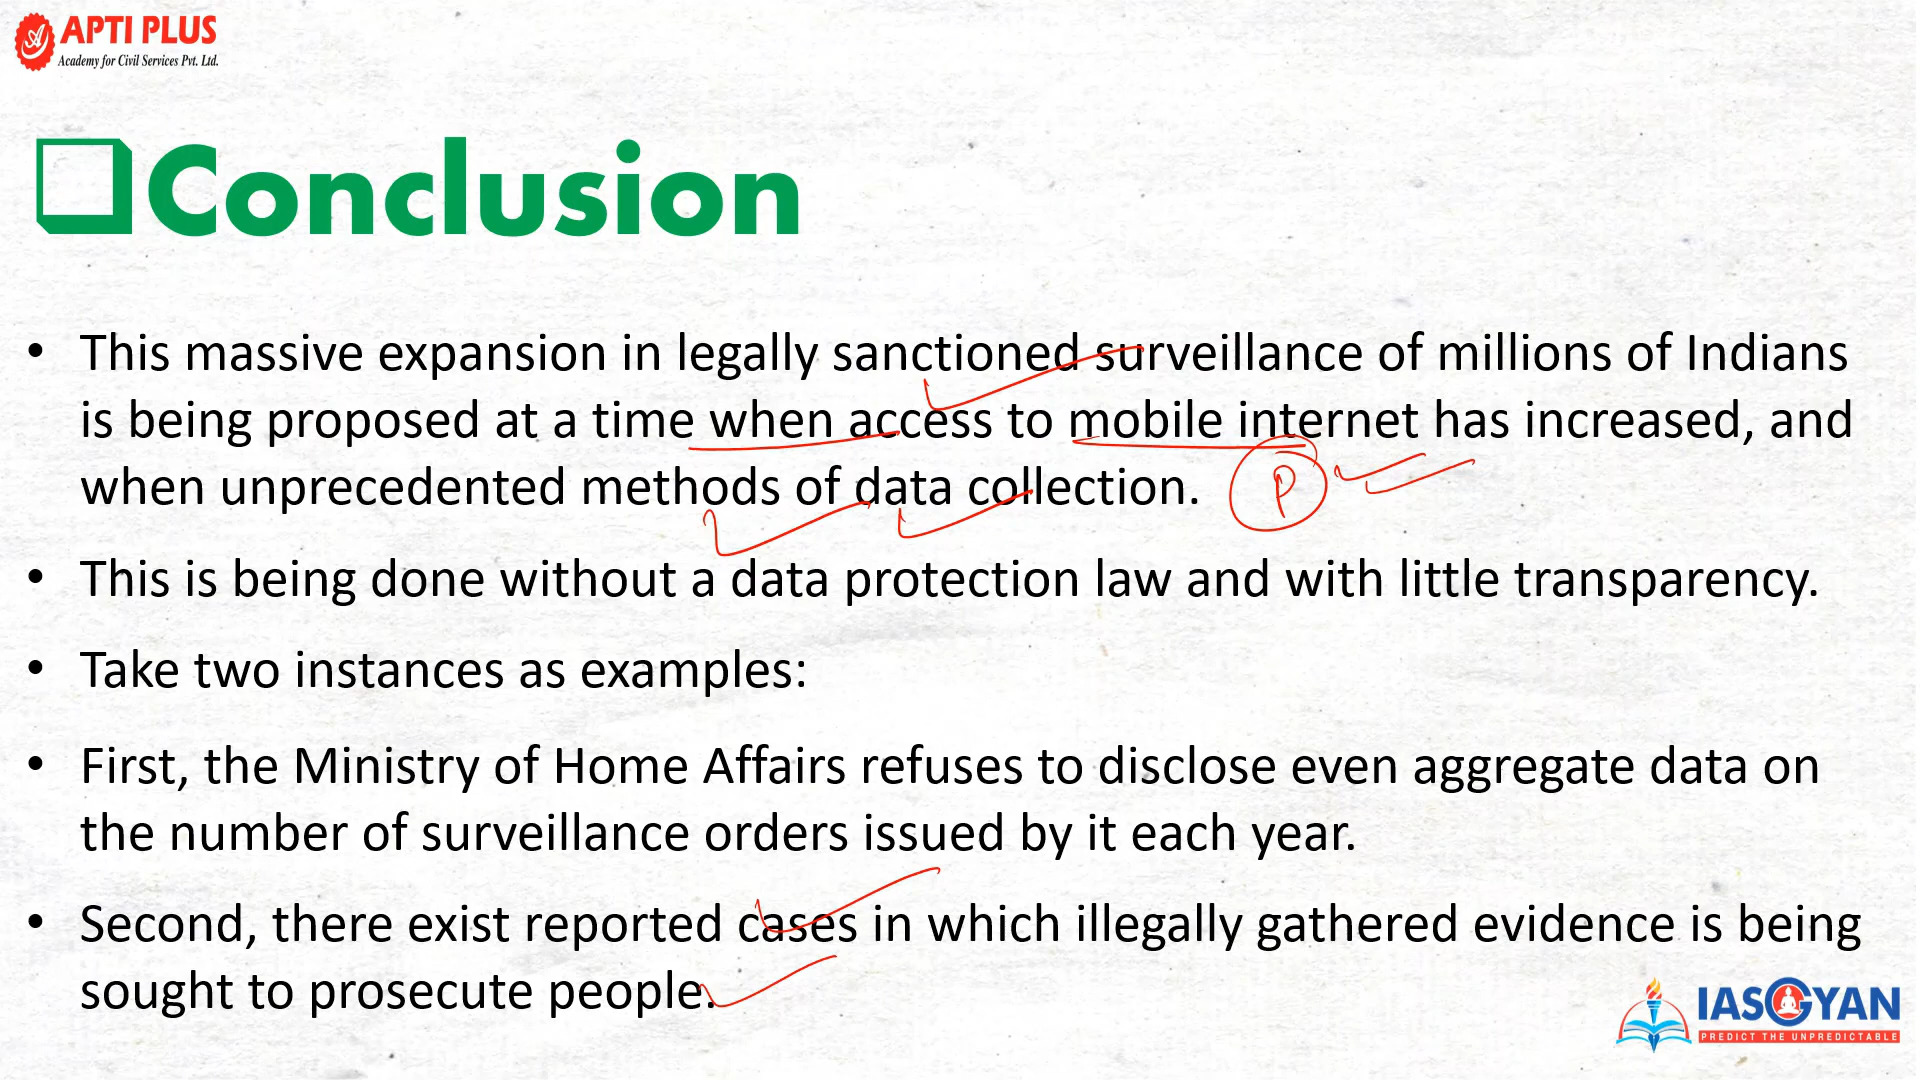 APTI PLUS
Academy for Civil Services Pvt. Ltd.
Conclusion
• This massive expansion in legally sanctioned surveillance of millions of Indians
is being proposed at a time when access to mobile internet has increased, and
when unprecedented methods of data collection.
P
• This is being done without a data protection law and with little transparency.
• Take two instances as examples:
• First, the Ministry of Home Affairs refuses to disclose even aggregate data on
the number of surveillance orders issued by it each year.
• Second, there exist reported cases in which illegally gathered evidence is being
sought to prosecute people.
IASGYAN
PREDICT THE UNPREDICTABLE